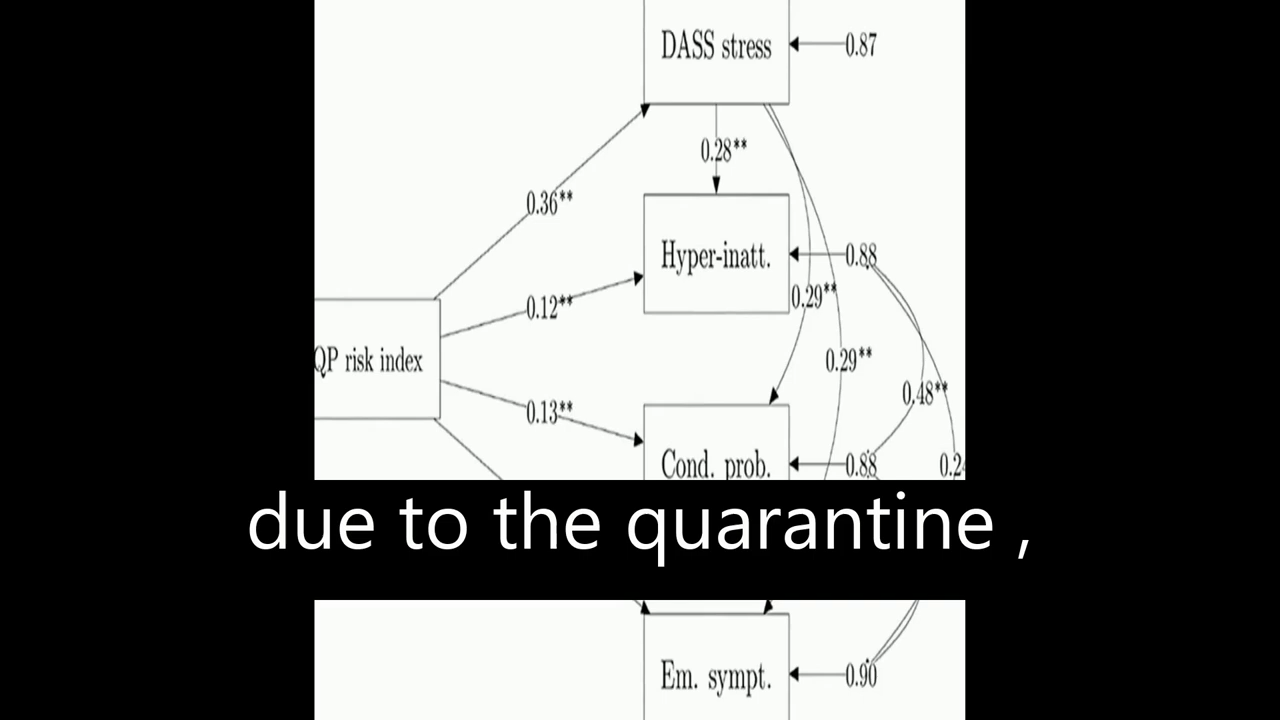 DASS stress
0.87
0.28**
0.36**
Hyper-inatt.
0.88
0.29**
0.12**
QP risk index
0.29**
0.48**
0.13**
Cond. prob.
0.88
due to the quarantine ,
Em. sympt.
0.90